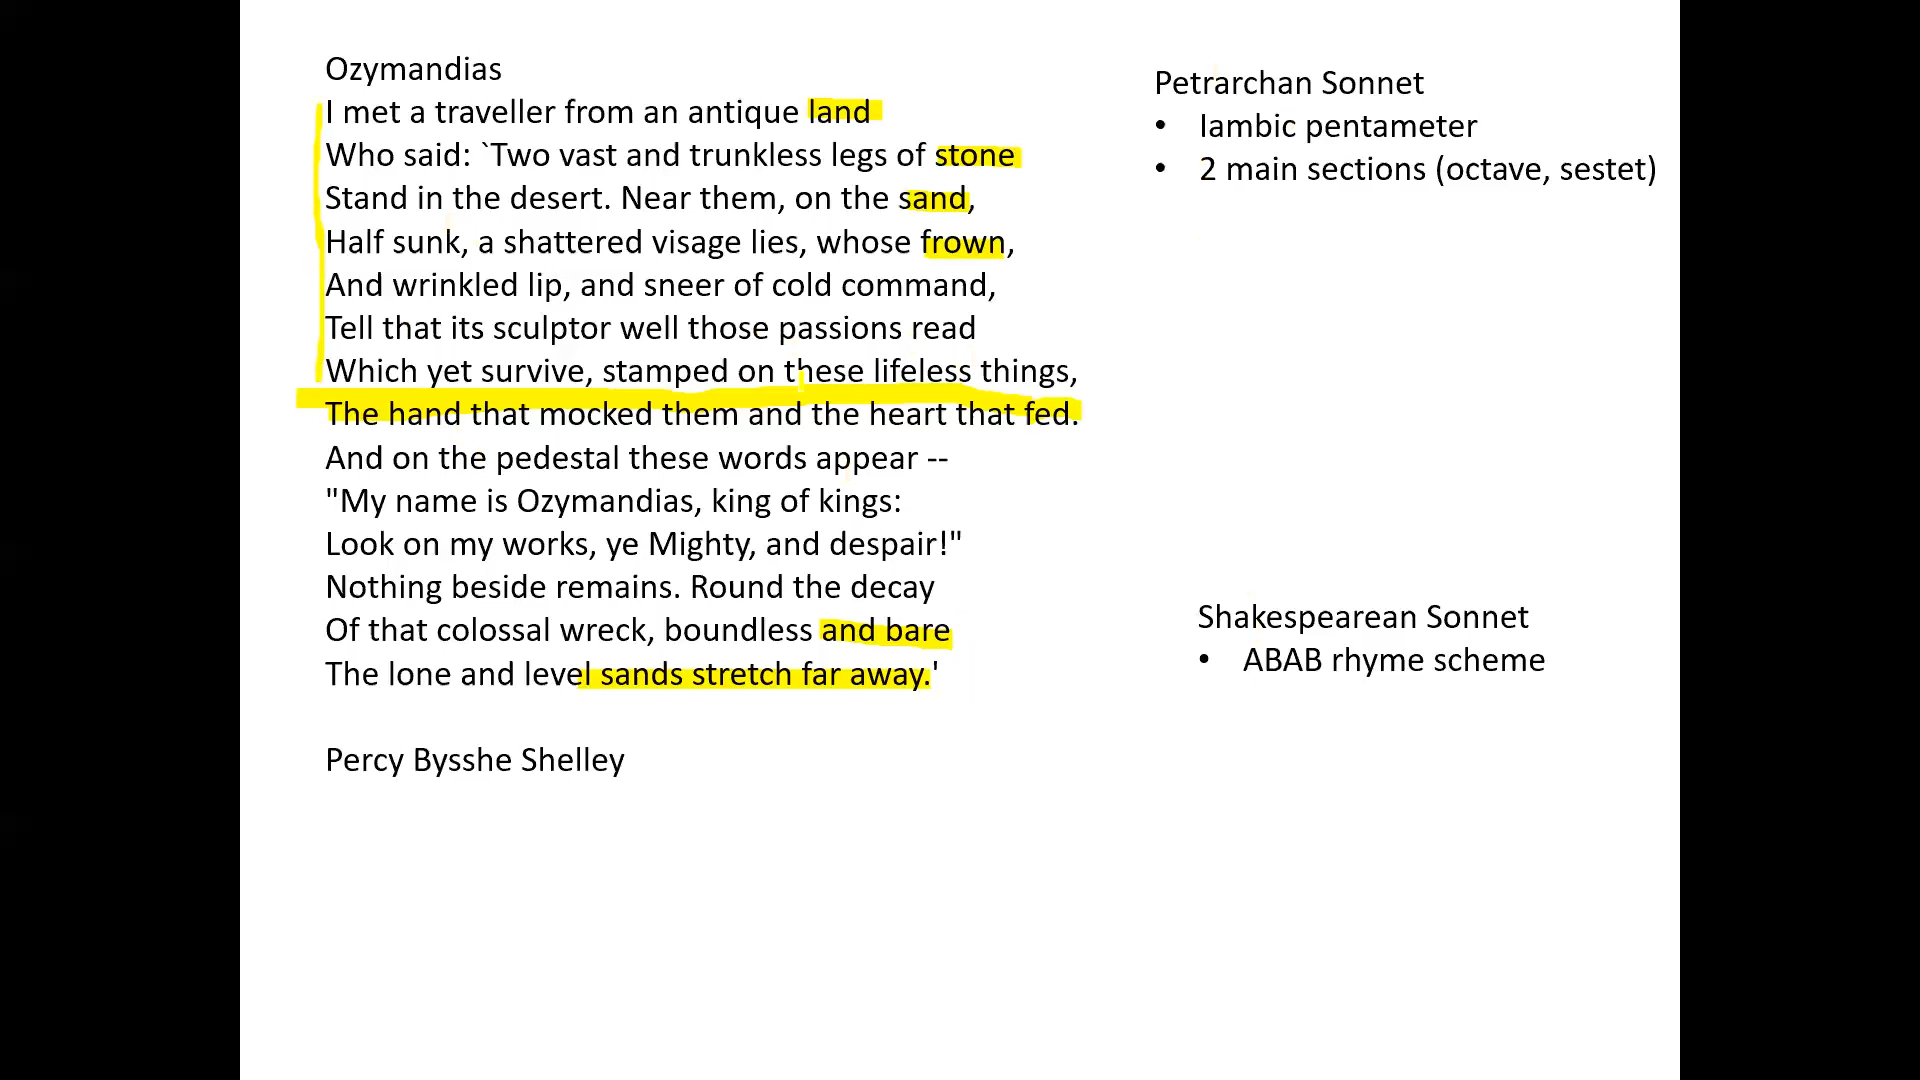 Ozymandias
I met a traveller from an antique land
Who said: `Two vast and trunkless legs of stone
Stand in the desert. Near them, on the sand,
Half sunk, a shattered visage lies, whose frown,
And wrinkled lip, and sneer of cold command,
Tell that its sculptor well those passions read
Which yet survive, stamped on these lifeless things,
The hand that mocked them and the heart that fed.
And on the pedestal these words appear --
"My name is Ozymandias, king of kings:
Look on my works, ye Mighty, and despair!"
Nothing beside remains. Round the decay
Of that colossal wreck, boundless and bare
The lone and level sands stretch far away.'
Percy Bysshe Shelley
Petrarchan Sonnet
• Iambic pentameter
• 2 main sections (octave, sestet)
Shakespearean Sonnet
• ABAB rhyme scheme